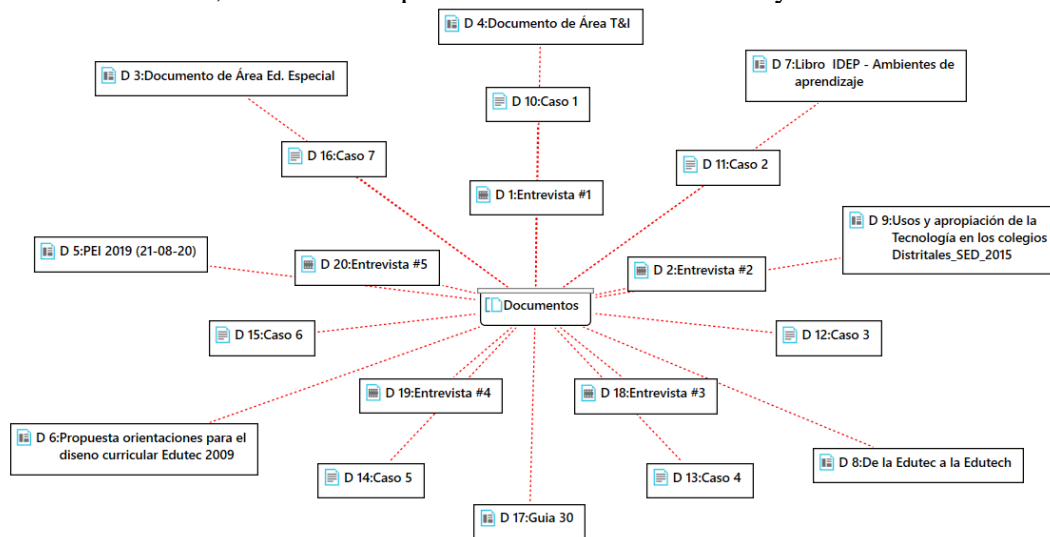 D 4:Documento de Área T&I
D 3:Documento de Área Ed. Especial
D 7:Libro IDEP - Ambientes de
aprendizaje
D 10:Caso 1
D 16:Caso 7
D 11:Caso 2
D 1:Entrevista #1
D 9:Usos y apropiación de la
Tecnología en los colegios
Distritales_SED_2015
D 5:PEI 2019 (21-08-20)
D 20:Entrevista #5
D 2:Entrevista #2
Documentos
D 15:Caso 6
D 12:Caso 3
D 19:Entrevista #4
D 18:Entrevista #3
D 6:Propuesta orientaciones para el
diseno curricular Edutec 2009
D 14:Caso 5
D 13:Caso 4
D 8:De la Edutec a la Edutech
D 17:Guia 30